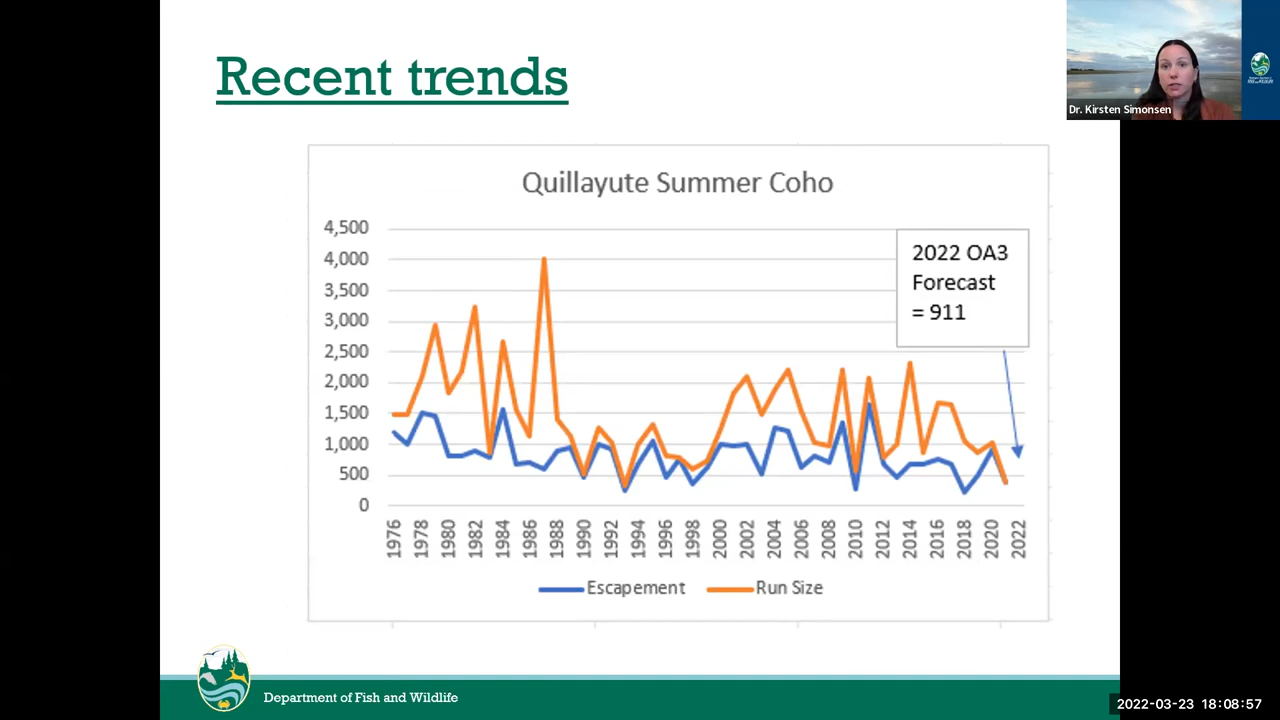 Recent trends
Dr. Kirsten Simonsen
Quillayute Summer Coho
4,500
4,000
3,500
3,000
2,500
2,000
1,500
1,000
500
0
2022 OA3
Forecast
= 911
1976 1978 1980 1982 1984 1986 1988 1990 1992 1994 1996 1998 2000 2002 2004 2006 2008 2010 2012 2014 2016 2018 2020 2022
Escapement Run Size
Department of Fish and Wildlife
2022-03-23 18:08:57